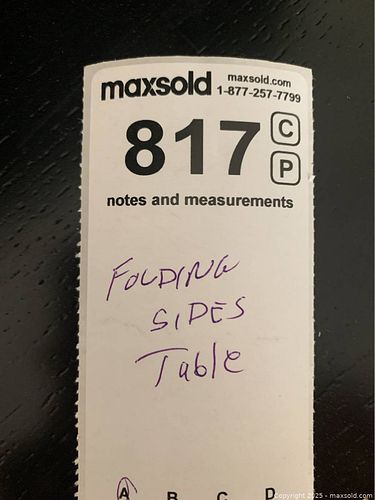 maxsold maxsold.com
1-877-257-7799
817 C
P
notes and measurements
FOLDING
SIDES
Table
A B C D
Copyright 2025 - maxsold.com